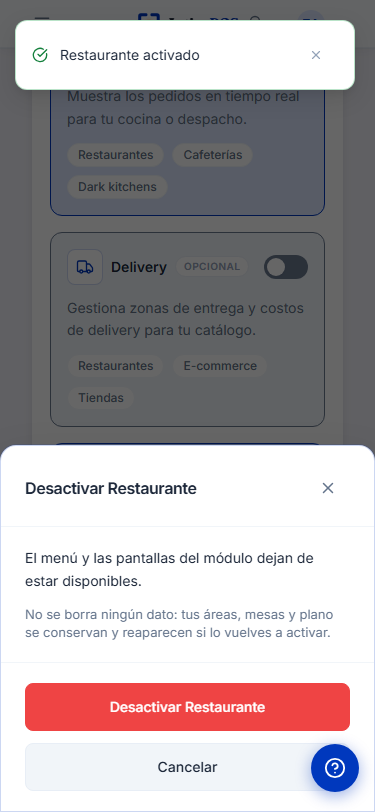 Restaurante activado
Muestra los pedidos en tiempo real
para tu cocina o despacho.
Restaurantes
Cafeterías
Dark kitchens
Delivery
OPCIONAL
Gestiona zonas de entrega y costos
de delivery para tu catálogo.
Restaurantes
E-commerce
Tiendas
Desactivar Restaurante
El menú y las pantallas del módulo dejan de
estar disponibles.
No se borra ningún dato: tus áreas, mesas y plano
se conservan y reaparecen si lo vuelves a activar.
Desactivar Restaurante
Cancelar